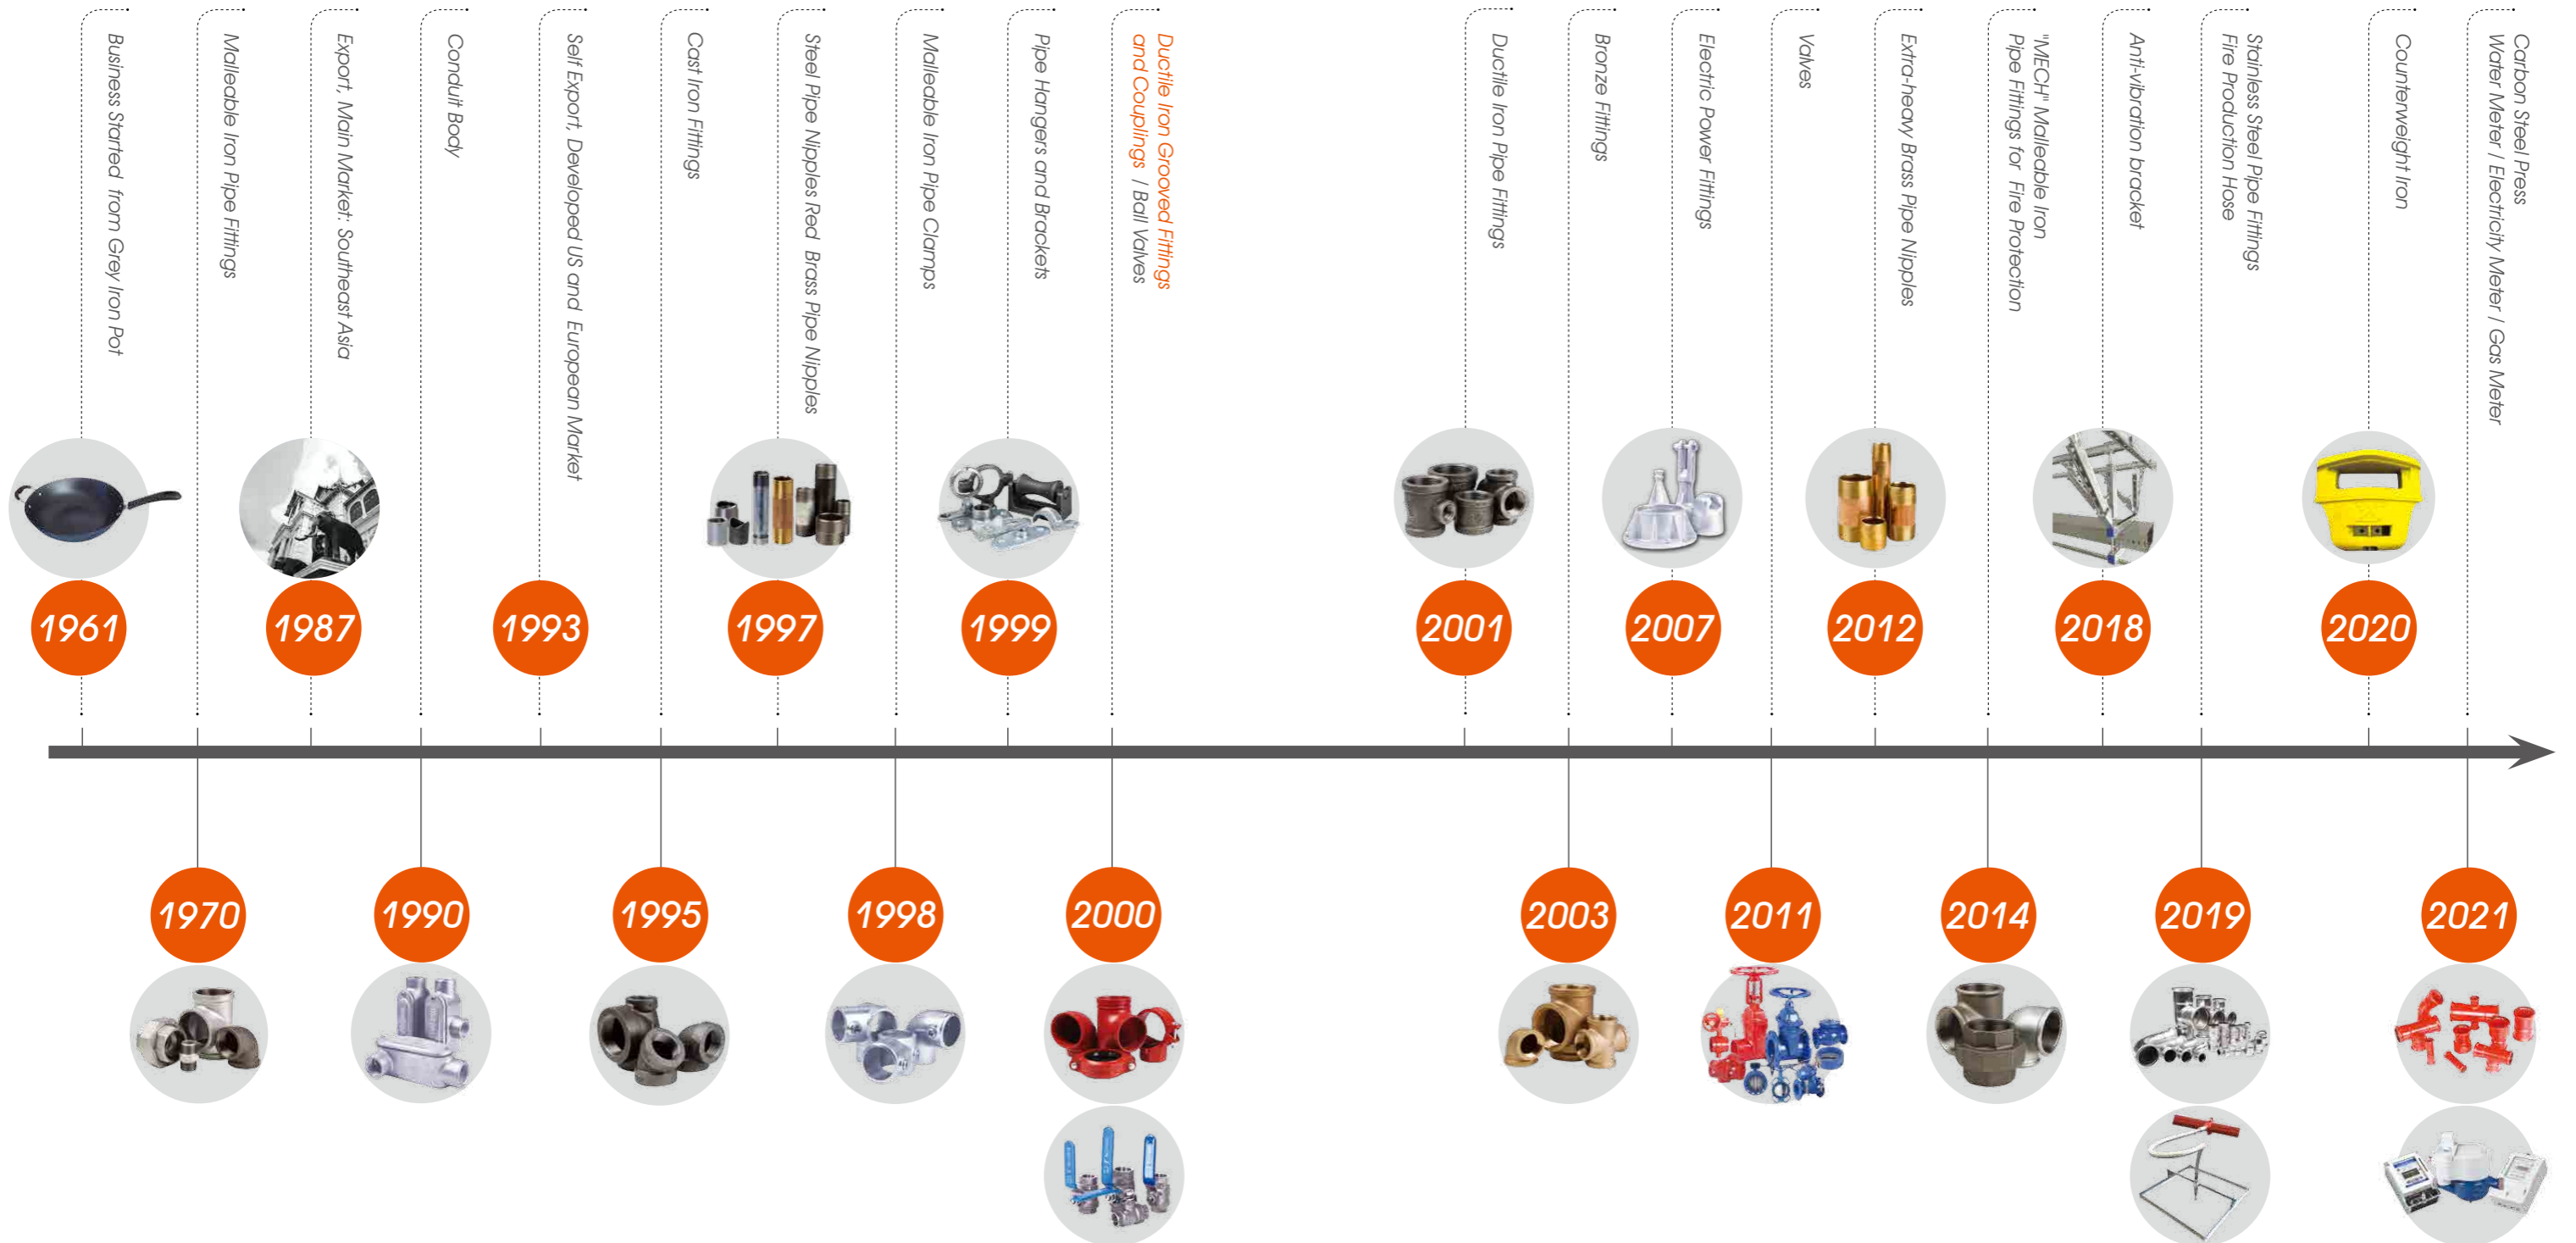 Business Started from Grey Iron Pot
Malleable Iron Pipe Fittings
Export, Main Market: Southeast Asia
Conduit Body
Self Export, Developed US and European Market
Cast Iron Fittings
Steel Pipe Nipples Red Brass Pipe Nipples
Malleable Iron Pipe Clamps
Pipe Hangers and Brackets
Ductile Iron Grooved Fittings
and Couplings / Ball Valves
Ductile Iron Pipe Fittings
Bronze Fittings
Electric Power Fittings
Valves
Extra-heavy Brass Pipe Nipples
"MECH" Malleable Iron
Pipe Fittings for Fire Protection
Anti-vibration bracket
Stainless Steel Pipe Fittings
Fire Production Hose
Counterweight Iron
Carbon Steel Press
Water Meter / Electricity Meter / Gas Meter
1961
1987
1993
1997
1999
2001
2007
2012
2018
2020
1970
1990
1995
1998
2000
2003
2011
2014
2019
2021